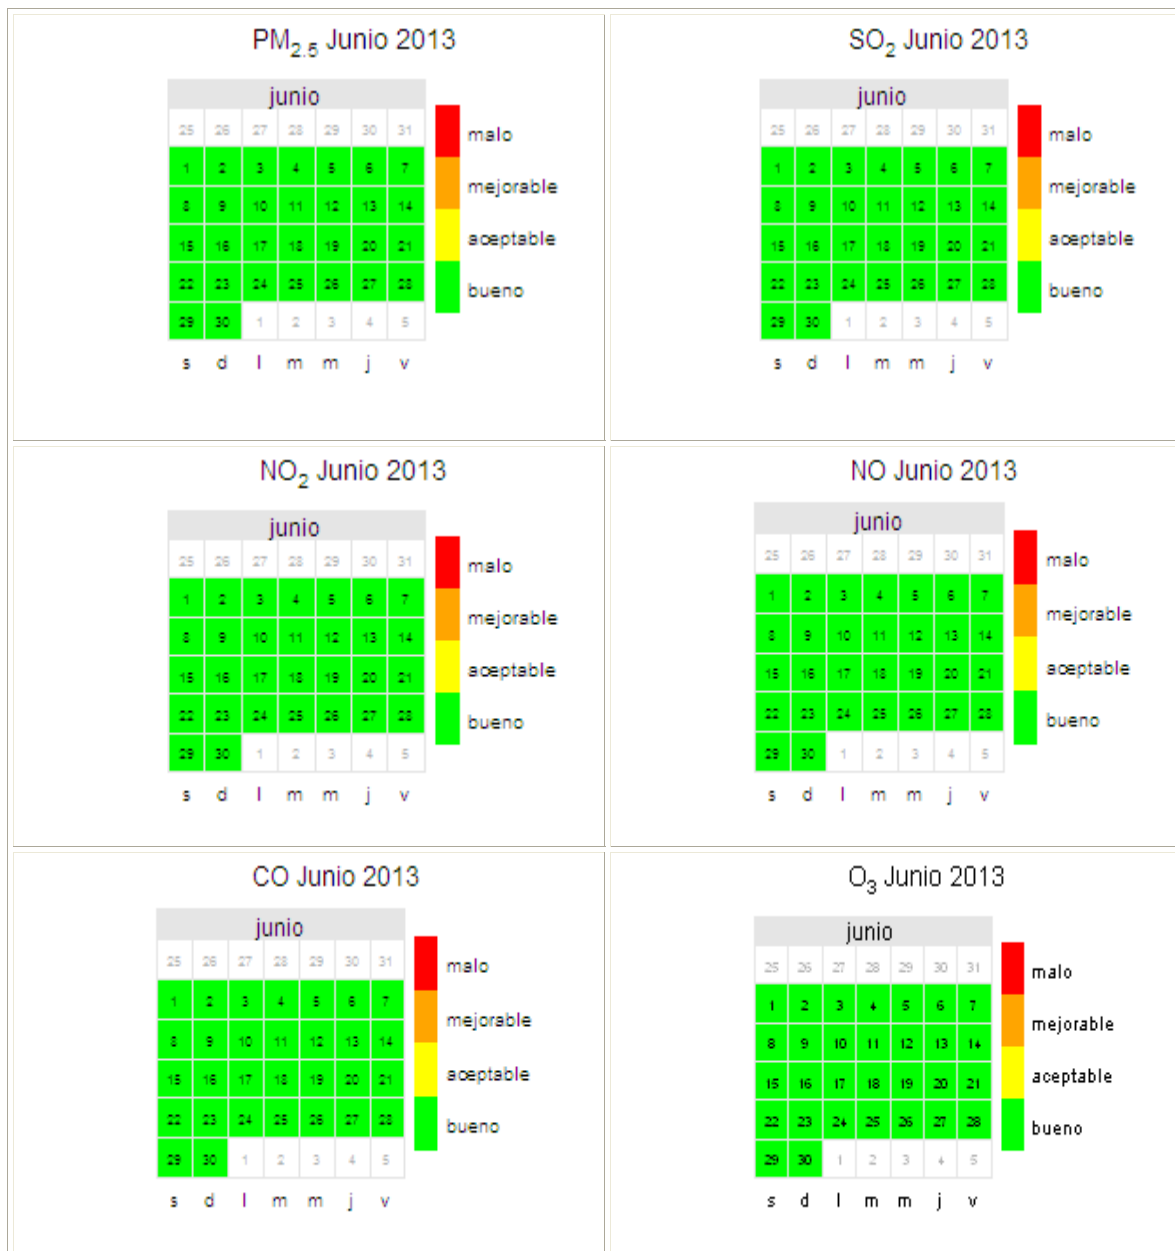 PM2.5 Junio 2013
junio
25 26 27 28 29 30 31
1 2 3 4 5 6 7
8 9 10 11 12 13 14
15 16 17 18 19 20 21
22 23 24 25 26 27 28
29 30 1 2 3 4 5
s d l m m j v
malo
mejorable
aceptable
bueno
SO2 Junio 2013
junio
25 26 27 28 29 30 31
1 2 3 4 5 6 7
8 9 10 11 12 13 14
15 16 17 18 19 20 21
22 23 24 25 26 27 28
29 30 1 2 3 4 5
s d l m m j v
malo
mejorable
aceptable
bueno
NO2 Junio 2013
junio
25 26 27 28 29 30 31
1 2 3 4 5 6 7
8 9 10 11 12 13 14
15 16 17 18 19 20 21
22 23 24 25 26 27 28
29 30 1 2 3 4 5
s d l m m j v
malo
mejorable
aceptable
bueno
NO Junio 2013
junio
25 26 27 28 29 30 31
1 2 3 4 5 6 7
8 9 10 11 12 13 14
15 16 17 18 19 20 21
22 23 24 25 26 27 28
29 30 1 2 3 4 5
s d l m m j v
malo
mejorable
aceptable
bueno
CO Junio 2013
junio
25 26 27 28 29 30 31
1 2 3 4 5 6 7
8 9 10 11 12 13 14
15 16 17 18 19 20 21
22 23 24 25 26 27 28
29 30 1 2 3 4 5
s d l m m j v
malo
mejorable
aceptable
bueno
O3 Junio 2013
junio
25 26 27 28 29 30 31
1 2 3 4 5 6 7
8 9 10 11 12 13 14
15 16 17 18 19 20 21
22 23 24 25 26 27 28
29 30 1 2 3 4 5
s d l m m j v
malo
mejorable
aceptable
bueno